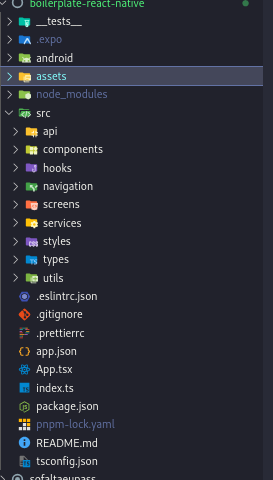 boilerplate-react-native
__tests__
.expo
android
assets
node_modules
src
api
components
hooks
navigation
screens
services
styles
types
utils
.eslintrc.json
.gitignore
.prettierrc
app.json
App.tsx
index.ts
package.json
pnpm-lock.yaml
README.md
tsconfig.json